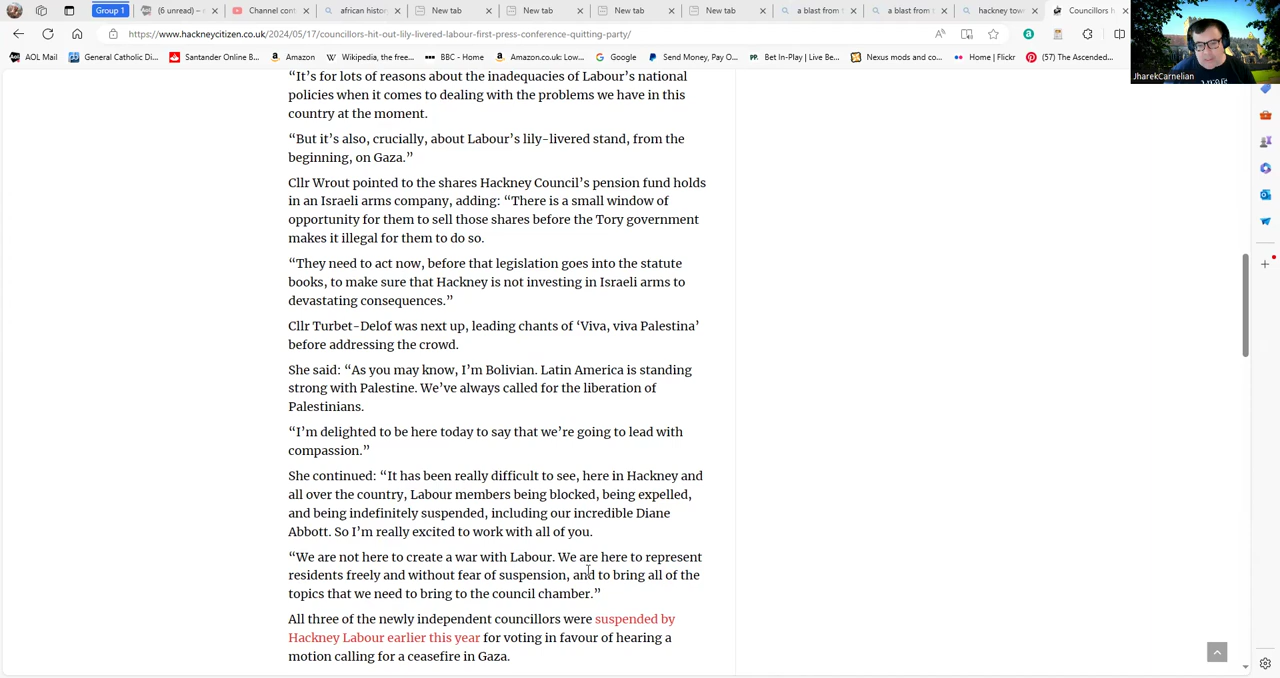 Group 1
(6 unread) –
Channel cont
african histor
New tab
New tab
New tab
New tab
a blast from t
a blast from t
hackney town
Councillors h
https://www.hackneycitizen.co.uk/2024/05/17/councillors-hit-out-lily-livered-labour-first-press-conference-quitting-party/
AOL Mail
General Catholic Di...
Santander Online B...
Amazon
Wikipedia, the free...
BBC - Home
Amazon.co.uk: Low...
Google
Send Money, Pay O...
Bet In-Play | Live Be...
Nexus mods and co...
Home | Flickr
(57) The Ascended...
JharekCarnelian
“It’s for lots of reasons about the inadequacies of Labour’s national
policies when it comes to dealing with the problems we have in this
country at the moment.
“But it’s also, crucially, about Labour’s lily-livered stand, from the
beginning, on Gaza.”
Cllr Wrout pointed to the shares Hackney Council’s pension fund holds
in an Israeli arms company, adding: “There is a small window of
opportunity for them to sell those shares before the Tory government
makes it illegal for them to do so.
“They need to act now, before that legislation goes into the statute
books, to make sure that Hackney is not investing in Israeli arms to
devastating consequences.”
Cllr Turbet-Delof was next up, leading chants of ‘Viva, viva Palestina’
before addressing the crowd.
She said: “As you may know, I’m Bolivian. Latin America is standing
strong with Palestine. We’ve always called for the liberation of
Palestinians.
“I’m delighted to be here today to say that we’re going to lead with
compassion.”
She continued: “It has been really difficult to see, here in Hackney and
all over the country, Labour members being blocked, being expelled,
and being indefinitely suspended, including our incredible Diane
Abbott. So I’m really excited to work with all of you.
“We are not here to create a war with Labour. We are here to represent
residents freely and without fear of suspension, and to bring all of the
topics that we need to bring to the council chamber.”
All three of the newly independent councillors were suspended by
Hackney Labour earlier this year for voting in favour of hearing a
motion calling for a ceasefire in Gaza.